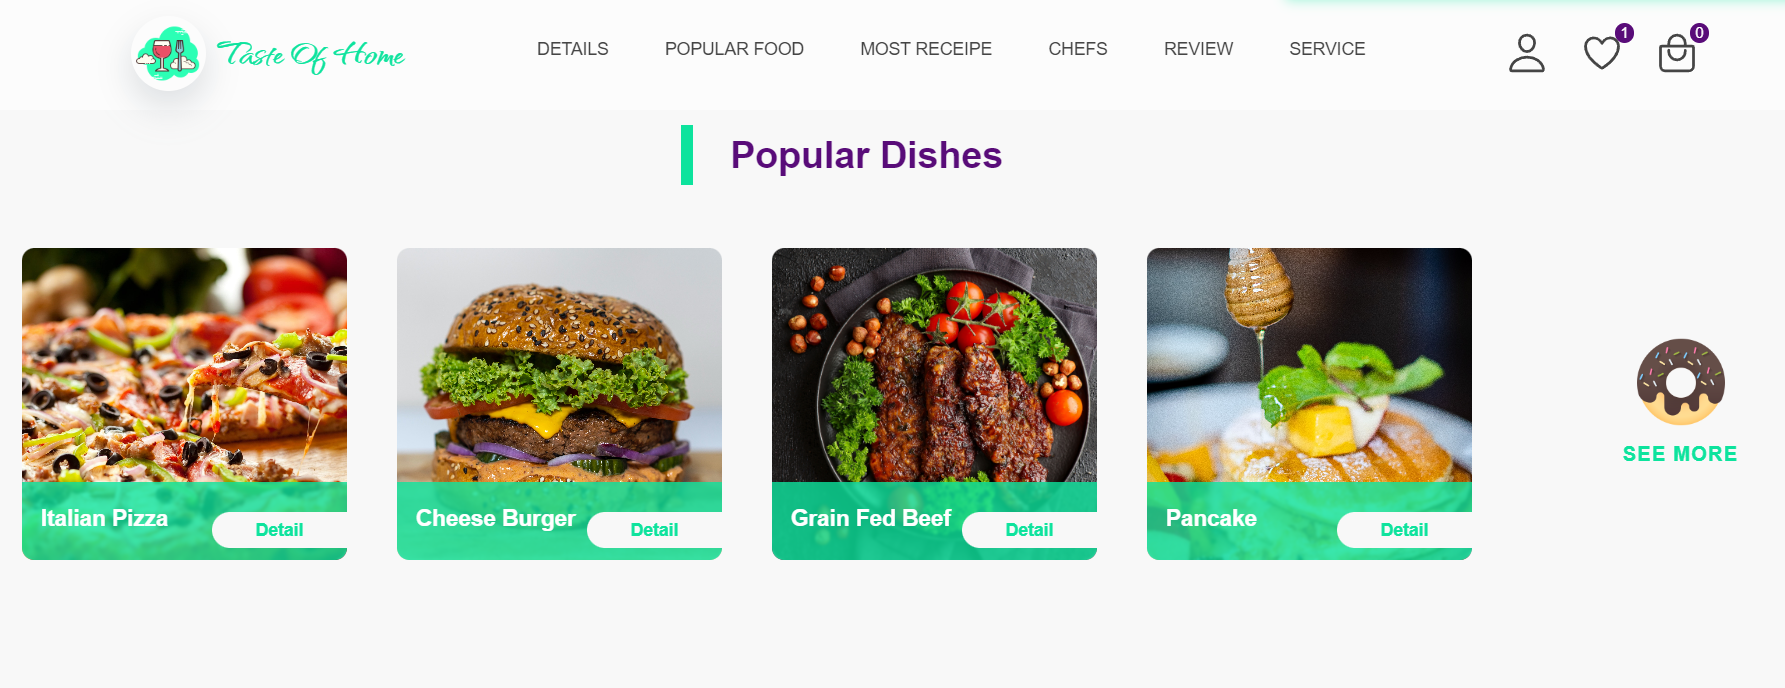 Taste Of Home
DETAILS
POPULAR FOOD
MOST RECEIPE
CHEFS
REVIEW
SERVICE
1
0
Popular Dishes
Italian Pizza
Detail
Cheese Burger
Detail
Grain Fed Beef
Detail
Pancake
Detail
SEE MORE